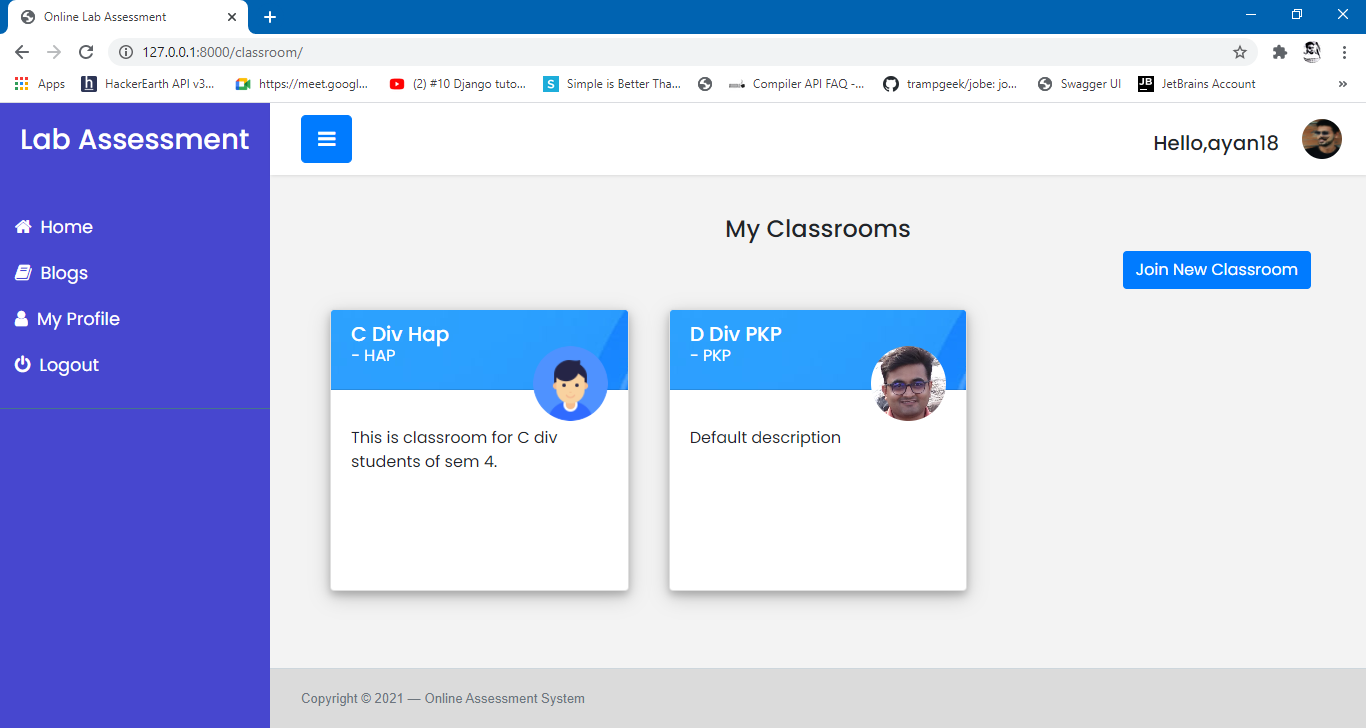 Online Lab Assessment
127.0.0.1:8000/classroom/
Apps
HackerEarth API v3...
https://meet.googl...
(2) #10 Django tuto...
Simple is Better Tha...
Compiler API FAQ -...
trampgeek/jobe: jo...
Swagger UI
JetBrains Account
»
Lab Assessment
Hello,ayan18
Home
Blogs
My Profile
Logout
My Classrooms
Join New Classroom
C Div Hap
- HAP
This is classroom for C div
students of sem 4.
D Div PKP
- PKP
Default description
Copyright © 2021 — Online Assessment System